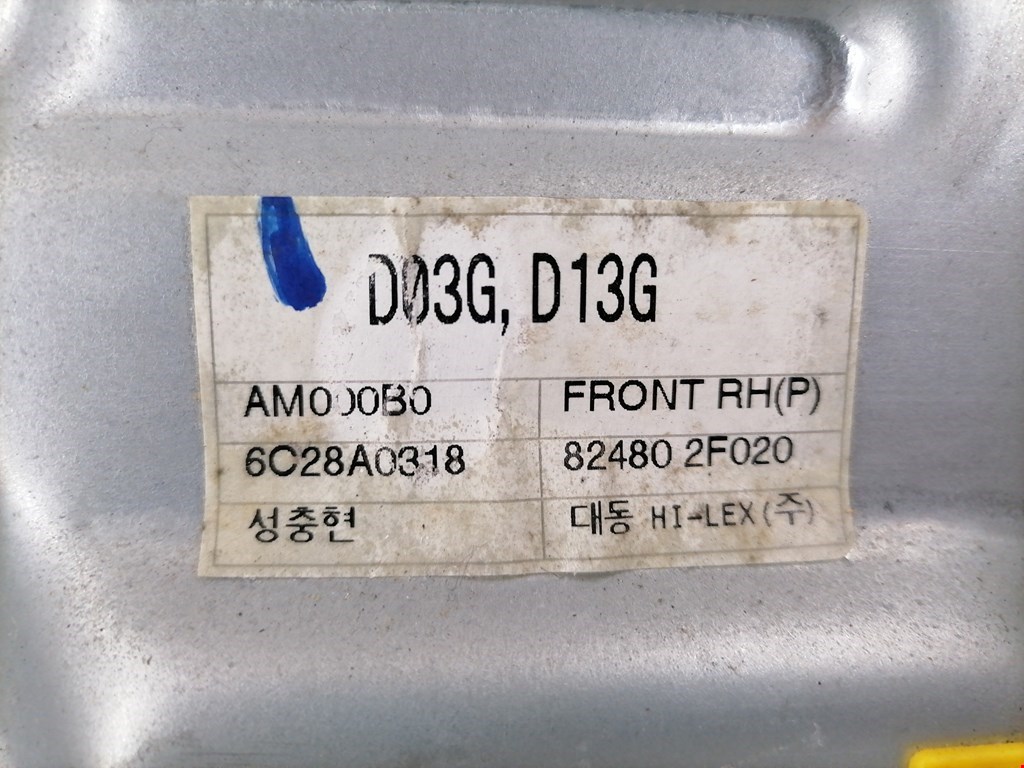 D03G, D13G
AM000B0 FRONT RH(P)
6C28A0318 82480 2F020
성충현 대동 HI-LEX(주)